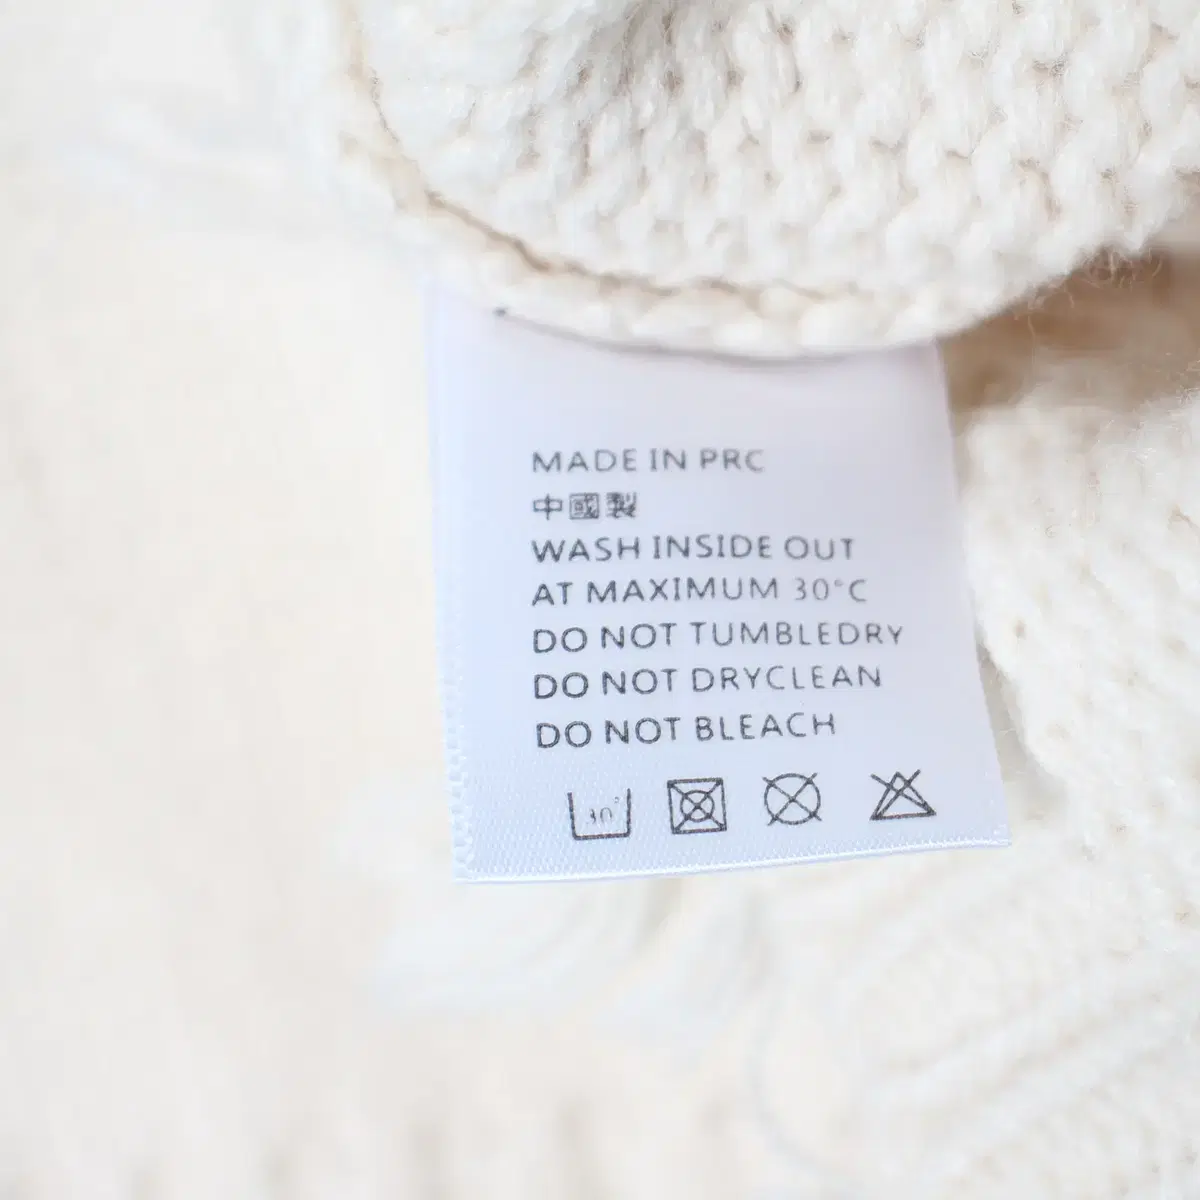 MADE IN PRC
中國製
WASH INSIDE OUT
AT MAXIMUM 30°C
DO NOT TUMBLEDRY
DO NOT DRYCLEAN
DO NOT BLEACH
30°